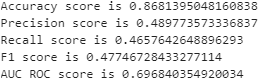 Accuracy score is 0.8681395048160838
Precision score is 0.489773573336837
Recall score is 0.4657642648896293
F1 score is 0.47746728433277114
AUC ROC score is 0.696840354920034